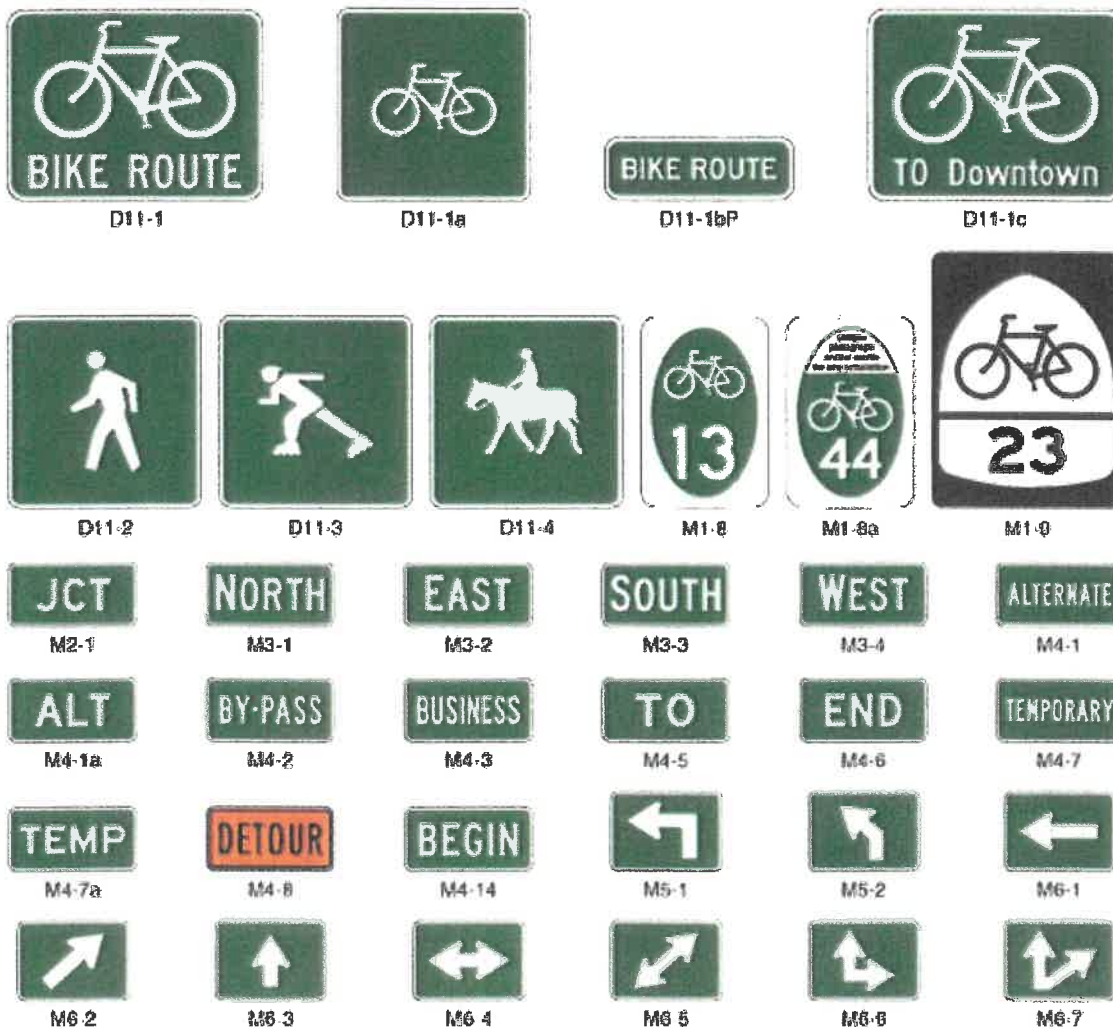 BIKE ROUTE
BIKE ROUTE
TO Downtown
D11-1
D11-1a
D11-1bP
D11-1c
13
44
23
D11-2
D11-3
D11-4
M1-8
M1-8a
M1-9
JCT
NORTH
EAST
SOUTH
WEST
ALTERNATE
M2-1
M3-1
M3-2
M3-3
M3-4
M4-1
ALT
BY-PASS
BUSINESS
TO
END
TEMPORARY
M4-1a
M4-2
M4-3
M4-5
M4-6
M4-7
TEMP
DETOUR
BEGIN
M4-7a
M4-8
M4-14
M5-1
M5-2
M6-1
M6-2
M6-3
M6-4
M6-5
M6-6
M6-7